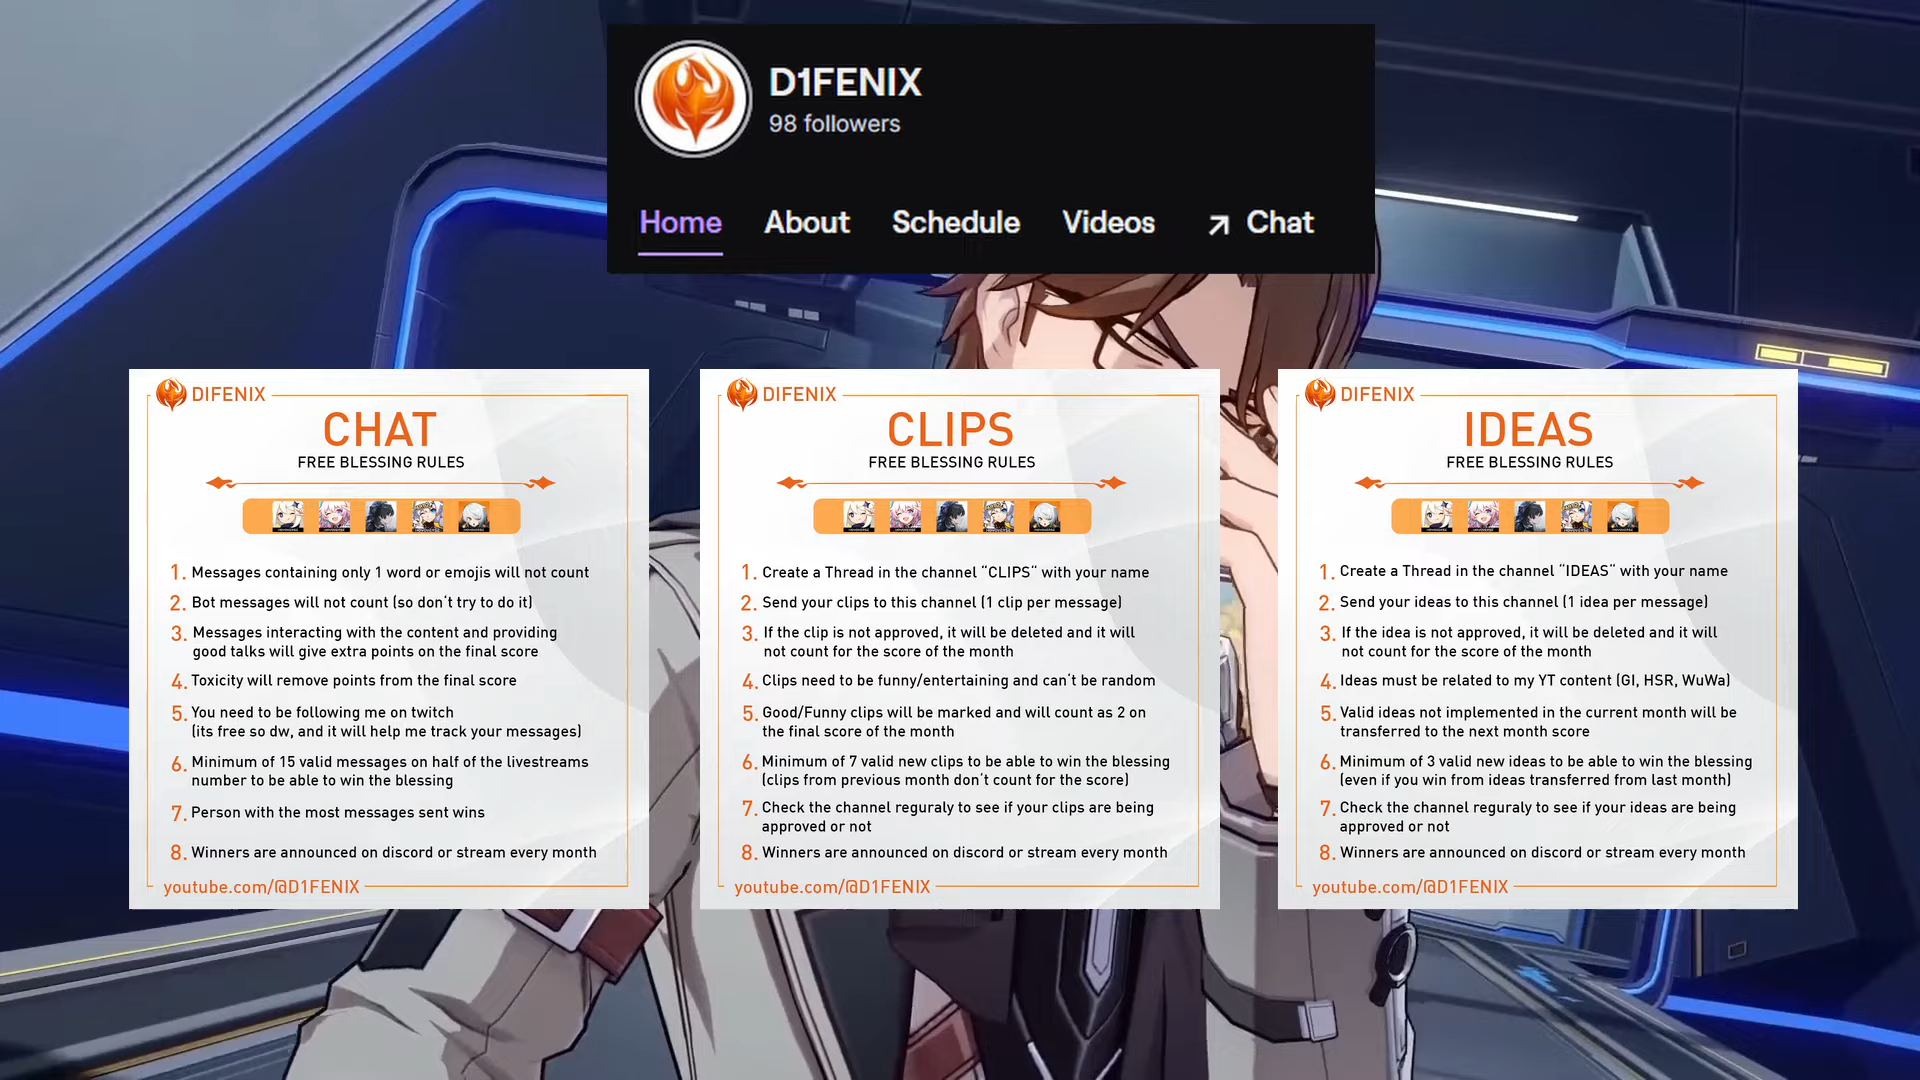 D1FENIX
98 followers
Home About Schedule Videos Chat
D1FENIX
CHAT
FREE BLESSING RULES
1. Messages containing only 1 word or emojis will not count
2. Bot messages will not count (so don't try to do it)
3. Messages interacting with the content and providing
good talks will give extra points on the final score
4. Toxicity will remove points from the final score
5. You need to be following me on twitch
(its free so dw, and it will help me track your messages)
6. Minimum of 15 valid messages on half of the livestreams
number to be able to win the blessing
7. Person with the most messages sent wins
8. Winners are announced on discord or stream every month
youtube.com/@D1FENIX
D1FENIX
CLIPS
FREE BLESSING RULES
1. Create a Thread in the channel "CLIPS" with your name
2. Send your clips to this channel (1 clip per message)
3. If the clip is not approved, it will be deleted and it will
not count for the score of the month
4. Clips need to be funny/entertaining and can't be random
5. Good/Funny clips will be marked and will count as 2 on
the final score of the month
6. Minimum of 7 valid new clips to be able to win the blessing
(clips from previous month don't count for the score)
7. Check the channel reguraly to see if your clips are being
approved or not
8. Winners are announced on discord or stream every month
youtube.com/@D1FENIX
D1FENIX
IDEAS
FREE BLESSING RULES
1. Create a Thread in the channel "IDEAS" with your name
2. Send your ideas to this channel (1 idea per message)
3. If the idea is not approved, it will be deleted and it will
not count for the score of the month
4. Ideas must be related to my YT content (GI, HSR, WuWa)
5. Valid ideas not implemented in the current month will be
transferred to the next month score
6. Minimum of 3 valid new ideas to be able to win the blessing
(even if you win from ideas transferred from last month)
7. Check the channel reguraly to see if your ideas are being
approved or not
8. Winners are announced on discord or stream every month
youtube.com/@D1FENIX